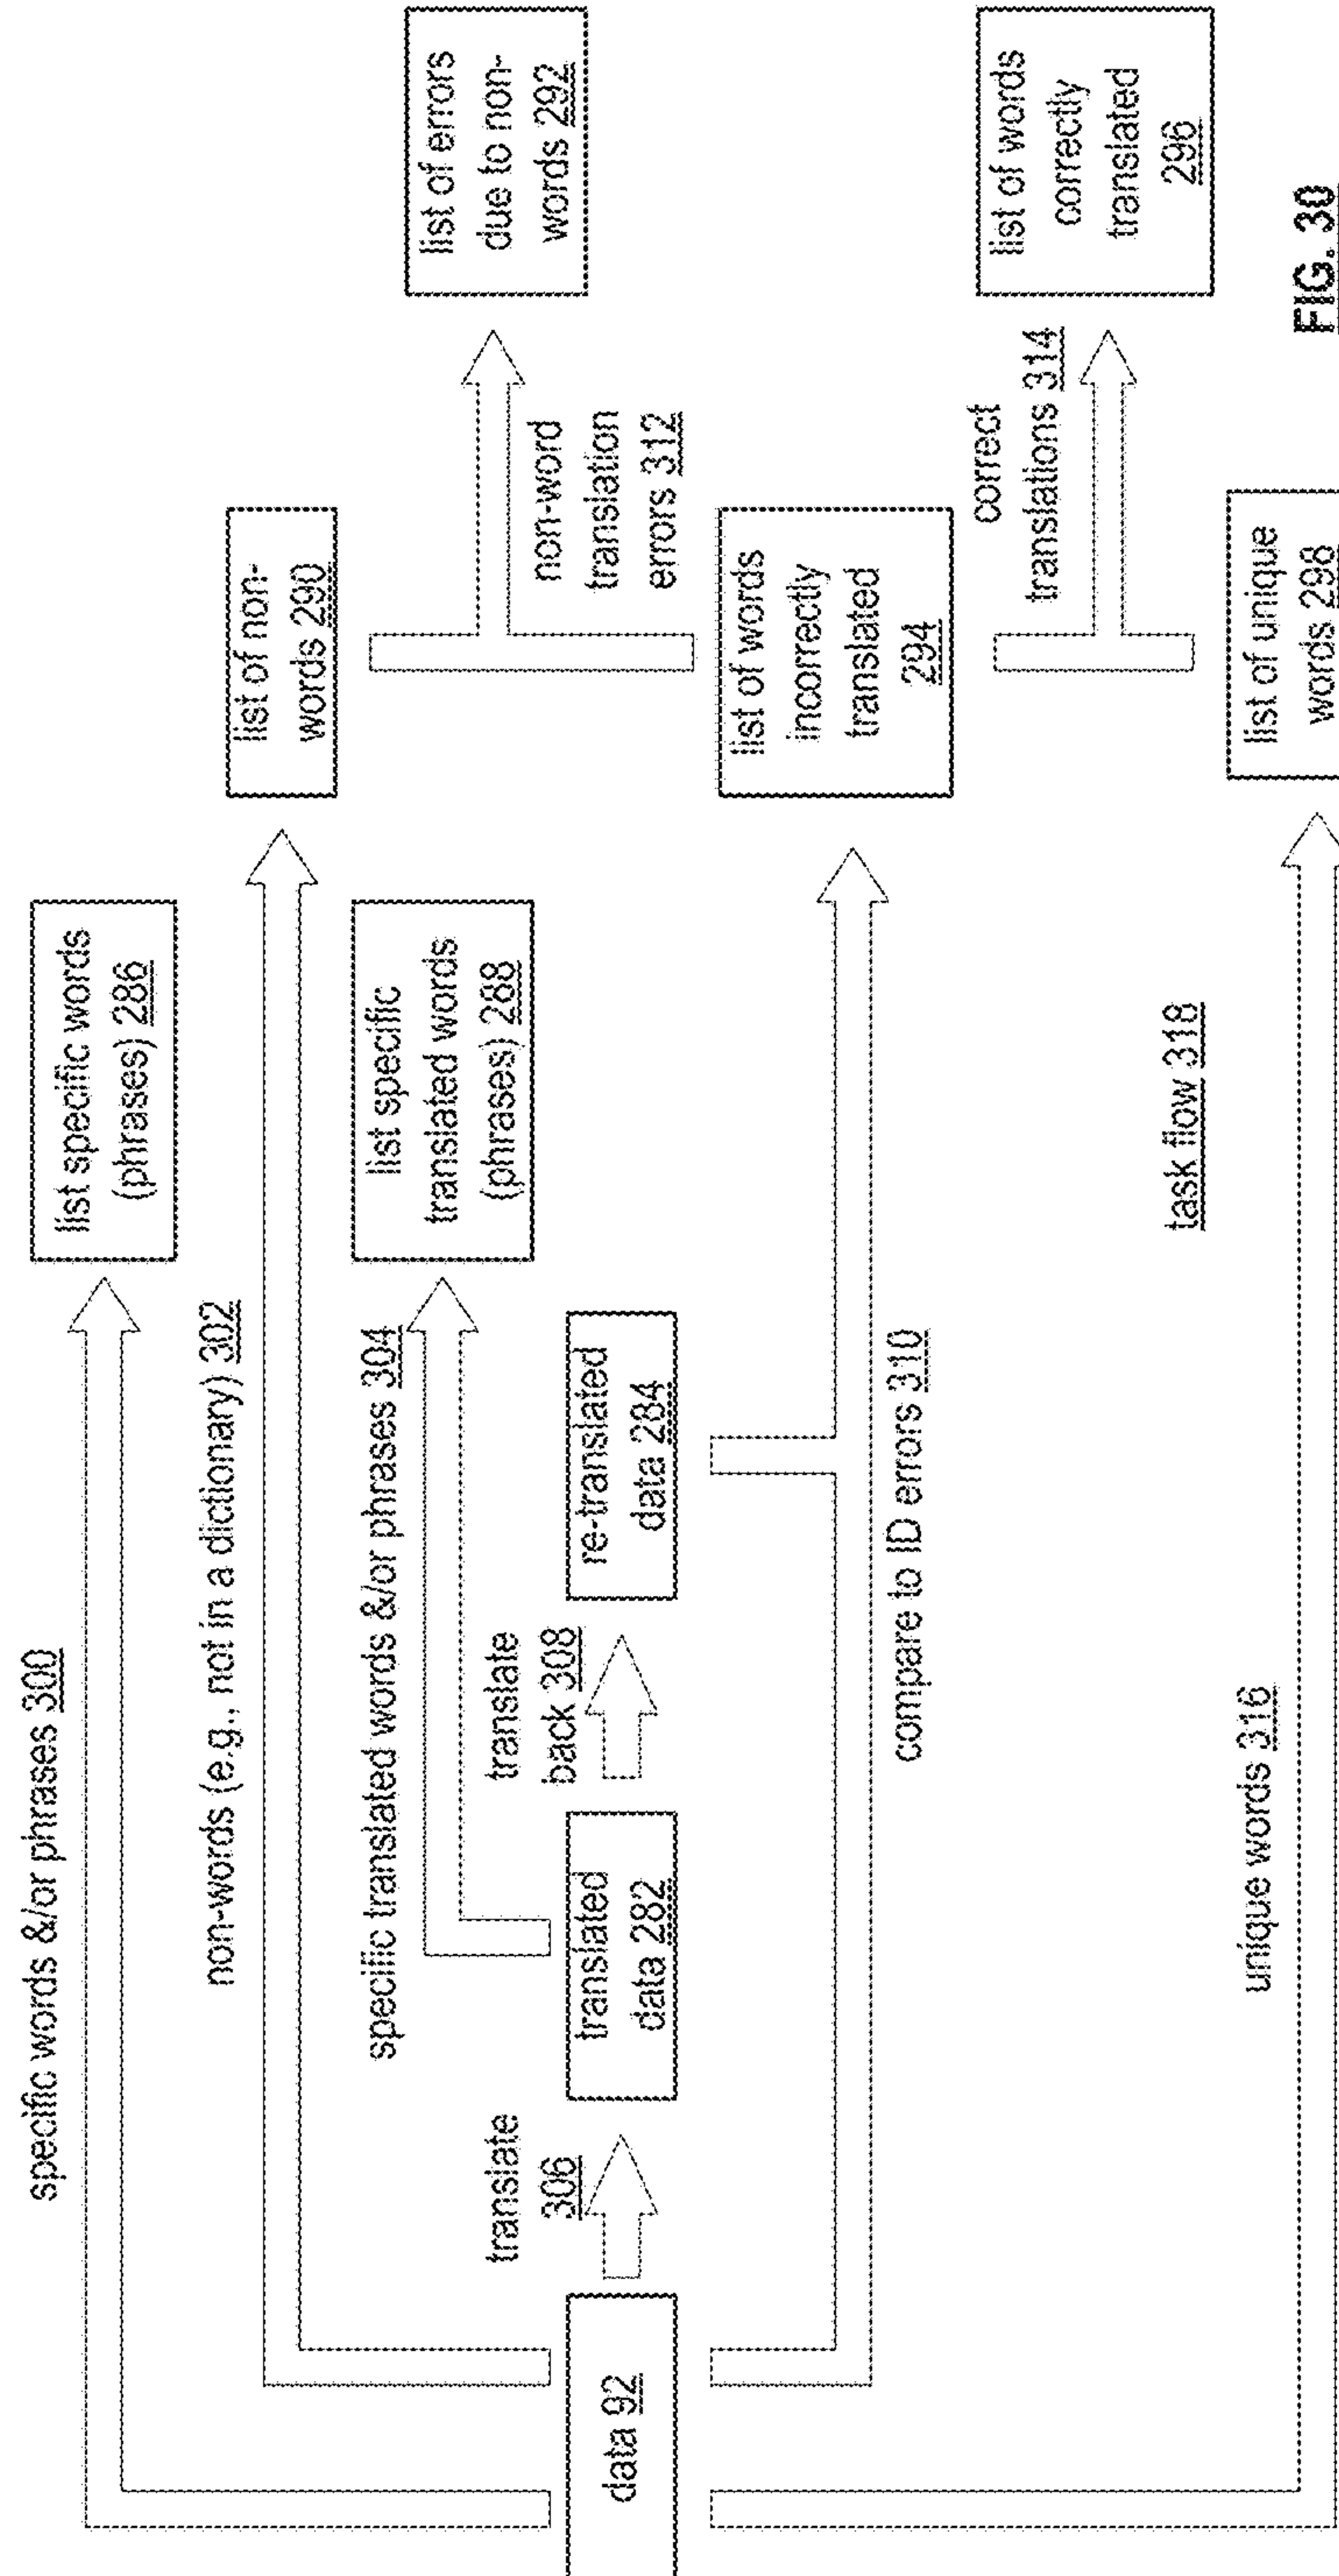 specific words &/or phrases 300
list specific words
(phrases) 286
non-words (e.g., not in a dictionary) 302
list of non-
words 290
specific translated words &/or phrases 304
list specific
translated words
(phrases) 288
list of errors
due to non-
words 292
non-word
translation
errors 312
data 92
translate
306
translated
data 282
translate
back 308
re-translated
data 284
compare to ID errors 310
list of words
incorrectly
translated
294
correct
translations 314
list of words
correctly
translated
296
task flow 318
unique words 316
list of unique
words 298
FIG. 30